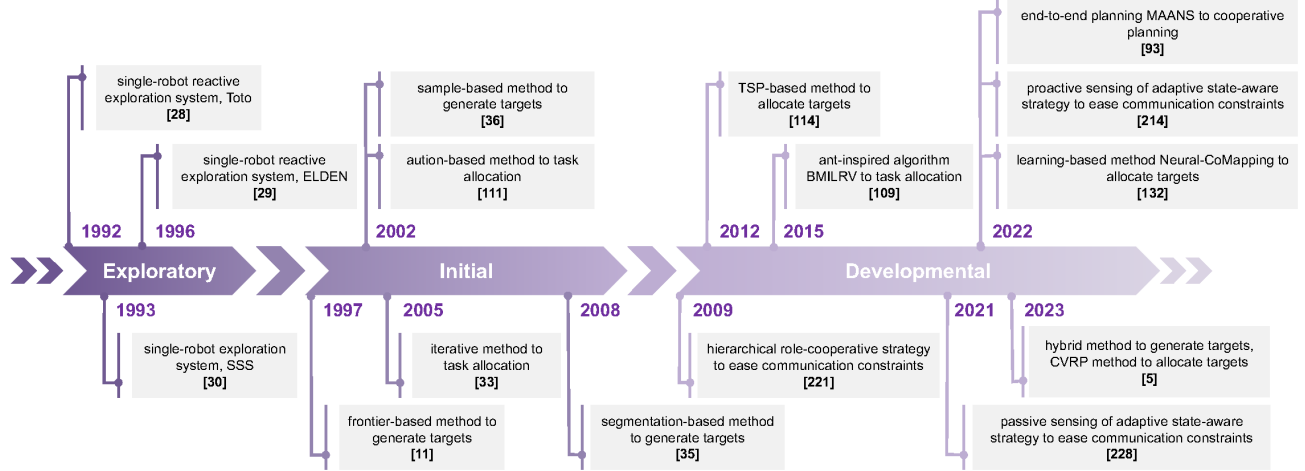 end-to-end planning MAANS to cooperative
planning
[93]
single-robot reactive
exploration system, Toto
[28]
sample-based method to
generate targets
[36]
TSP-based method to
allocate targets
[114]
proactive sensing of adaptive state-aware
strategy to ease communication constraints
[214]
single-robot reactive
exploration system, ELDEN
[29]
aution-based method to task
allocation
[111]
ant-inspired algorithm
BMILRV to task allocation
[109]
learning-based method Neural-CoMapping to
allocate targets
[132]
1992
1996
2002
2012
2015
2022
Exploratory
Initial
Developmental
1993
1997
2005
2008
2009
2021
2023
single-robot exploration
system, SSS
[30]
iterative method to
task allocation
[33]
hierarchical role-cooperative strategy
to ease communication constraints
[221]
hybrid method to generate targets,
CVRP method to allocate targets
[5]
frontier-based method to
generate targets
[11]
segmentation-based method
to generate targets
[35]
passive sensing of adaptive state-aware
strategy to ease communication constraints
[228]